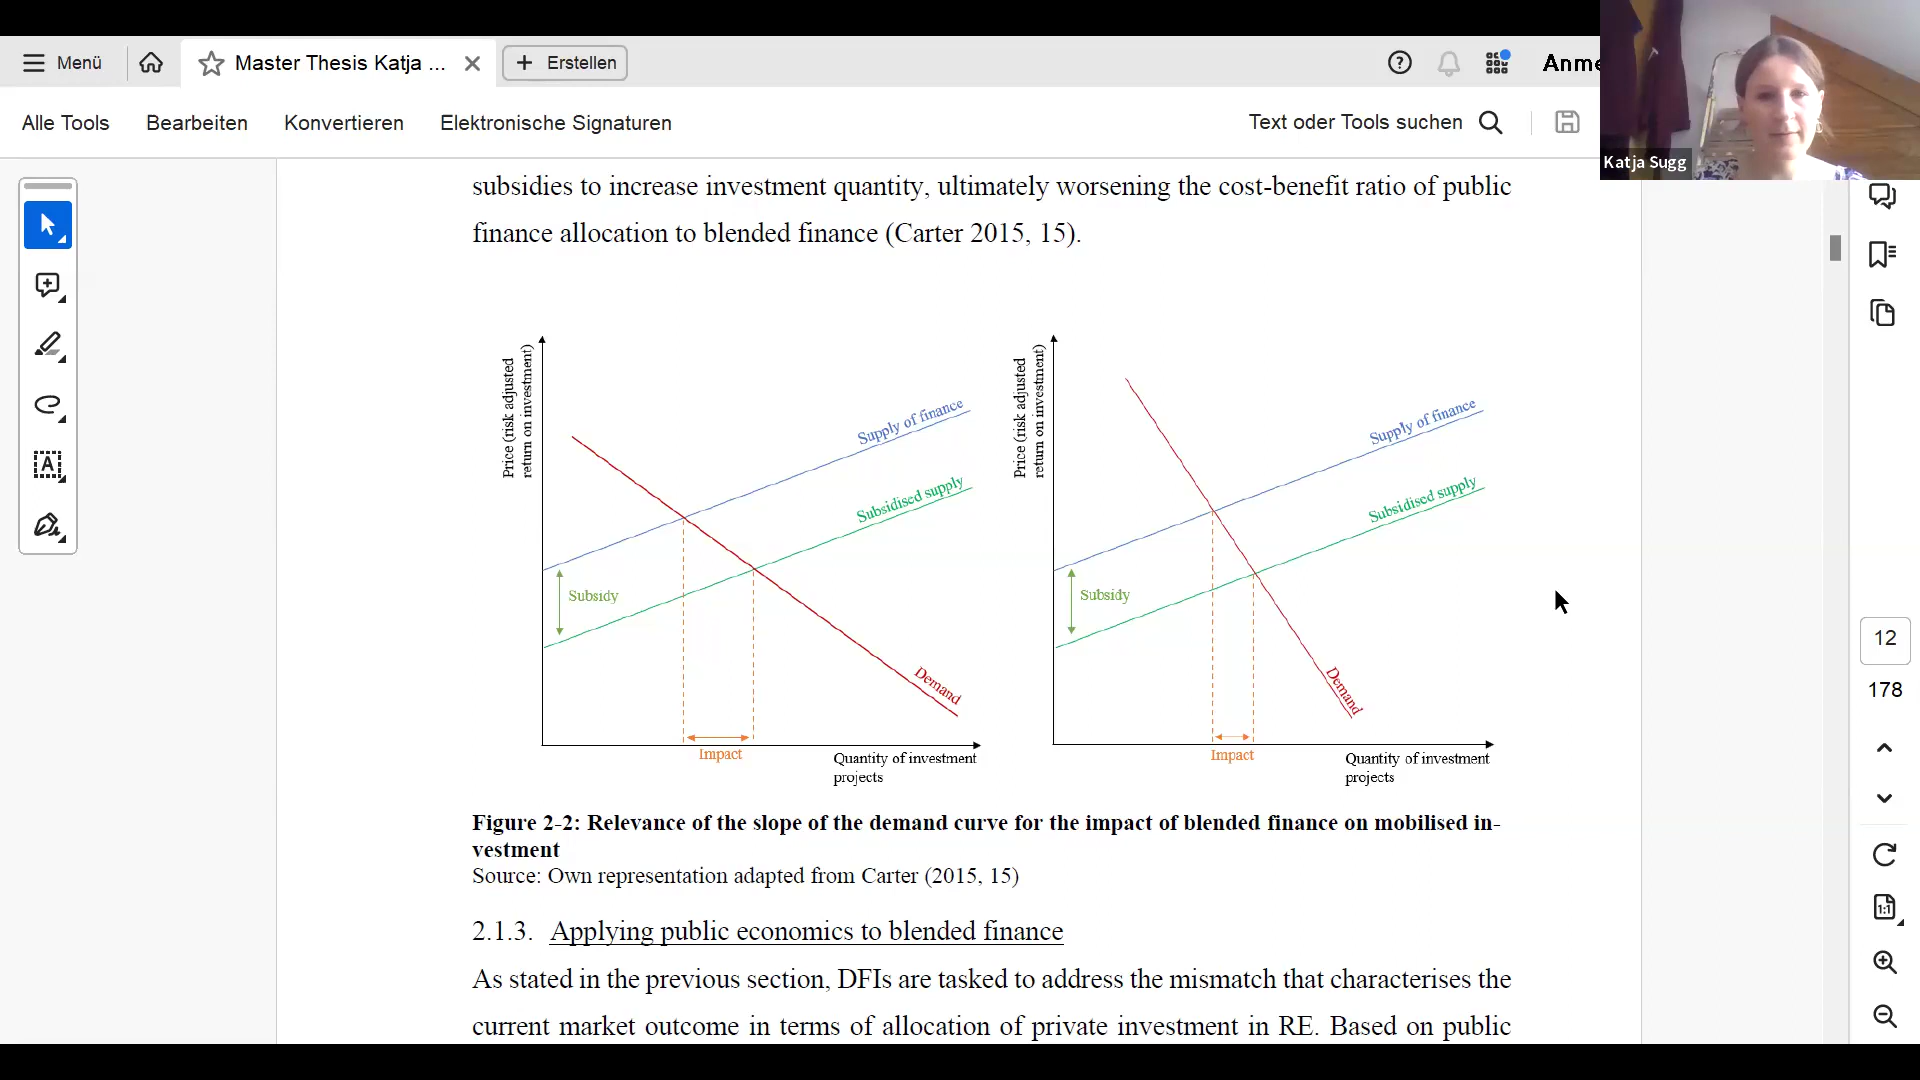 Menü
Master Thesis Katja ...
Erstellen
Anme
Katja Sugg
Alle Tools
Bearbeiten
Konvertieren
Elektronische Signaturen
Text oder Tools suchen
subsidies to increase investment quantity, ultimately worsening the cost-benefit ratio of public
finance allocation to blended finance (Carter 2015, 15).
Price (risk adjusted
return on investment)
Supply of finance
Subsidised supply
Subsidy
Demand
Impact
Quantity of investment
projects
Price (risk adjusted
return on investment)
Supply of finance
Subsidised supply
Subsidy
Demand
Impact
Quantity of investment
projects
Figure 2-2: Relevance of the slope of the demand curve for the impact of blended finance on mobilised in-
vestment
Source: Own representation adapted from Carter (2015, 15)
2.1.3. Applying public economics to blended finance
As stated in the previous section, DFIs are tasked to address the mismatch that characterises the
current market outcome in terms of allocation of private investment in RE. Based on public
12
178
1:1